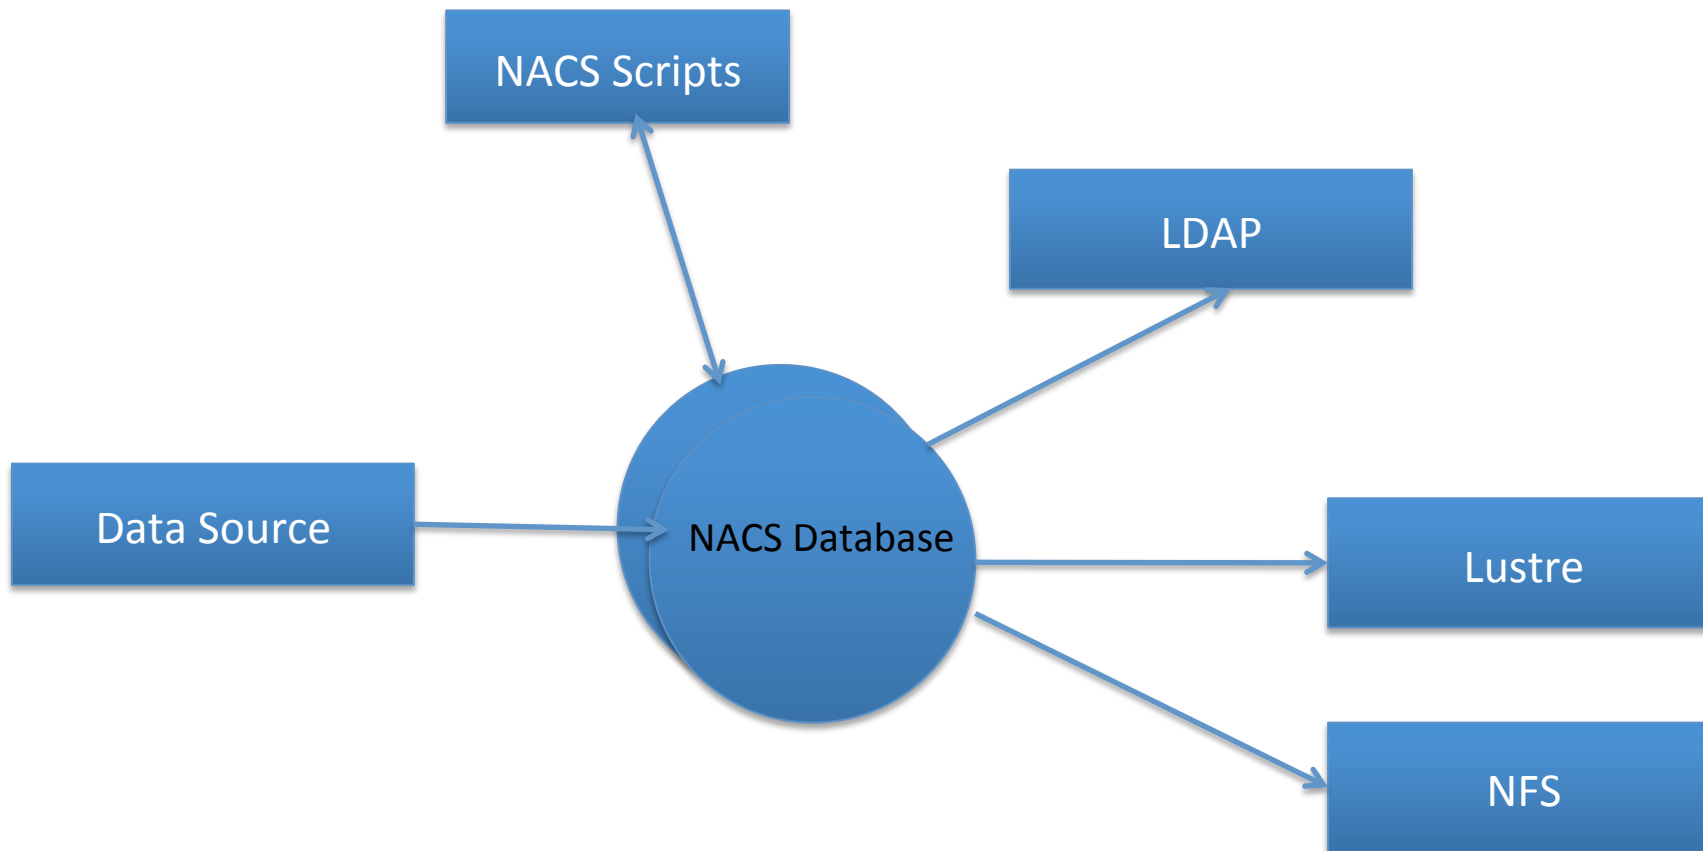 NACS Scripts
LDAP
Data Source
NACS Database
Lustre
NFS